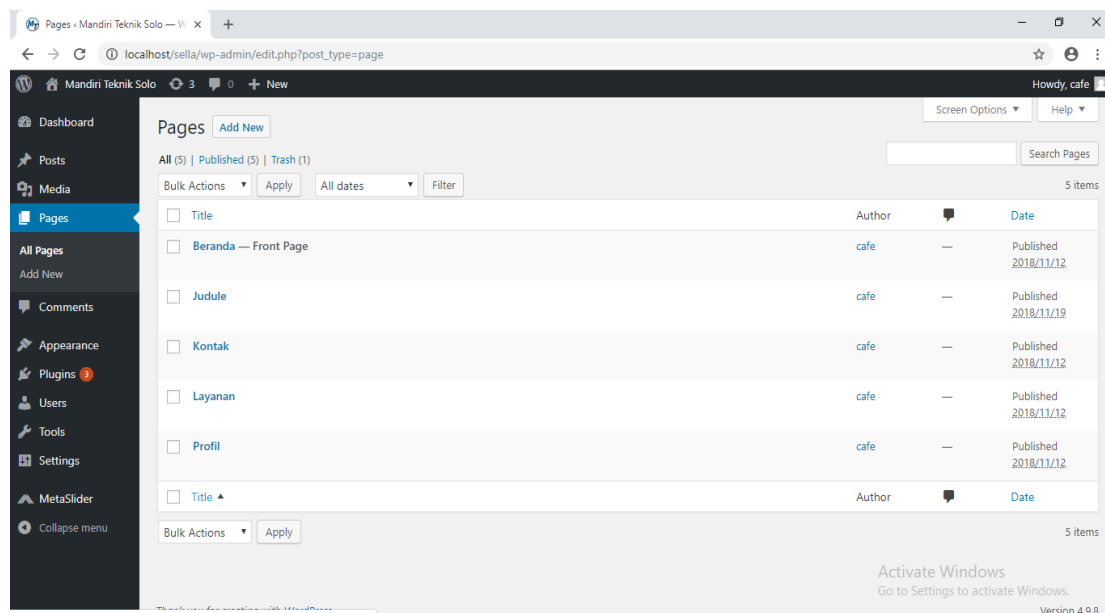 Pages ‹ Mandiri Teknik Solo — W
localhost/sella/wp-admin/edit.php?post_type=page
Mandiri Teknik Solo 3 0 + New Howdy, cafe
Screen Options ▼ Help ▼
Dashboard
Posts
Media
Pages
All Pages
Add New
Comments
Appearance
Plugins 3
Users
Tools
Settings
MetaSlider
Collapse menu
Pages Add New
All (5) | Published (5) | Trash (1)
Search Pages
Bulk Actions ▼ Apply All dates ▼ Filter 5 items
Title Author Date
Beranda — Front Page cafe — Published
2018/11/12
Judule cafe — Published
2018/11/19
Kontak cafe — Published
2018/11/12
Layanan cafe — Published
2018/11/12
Profil cafe — Published
2018/11/12
Title ▲ Author Date
Bulk Actions ▼ Apply 5 items
Activate Windows
Go to Settings to activate Windows.
Thank you for creating with WordPress
Version 4.9.8